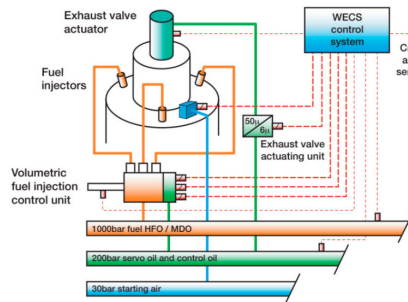 Exhaust valve
actuator
WECS
control
system
Fuel
injectors
50µ
6µ
Exhaust valve
actuating unit
Volumetric
fuel injection
control unit
1000bar fuel HFO / MDO
200bar servo oil and control oil
30bar starting air